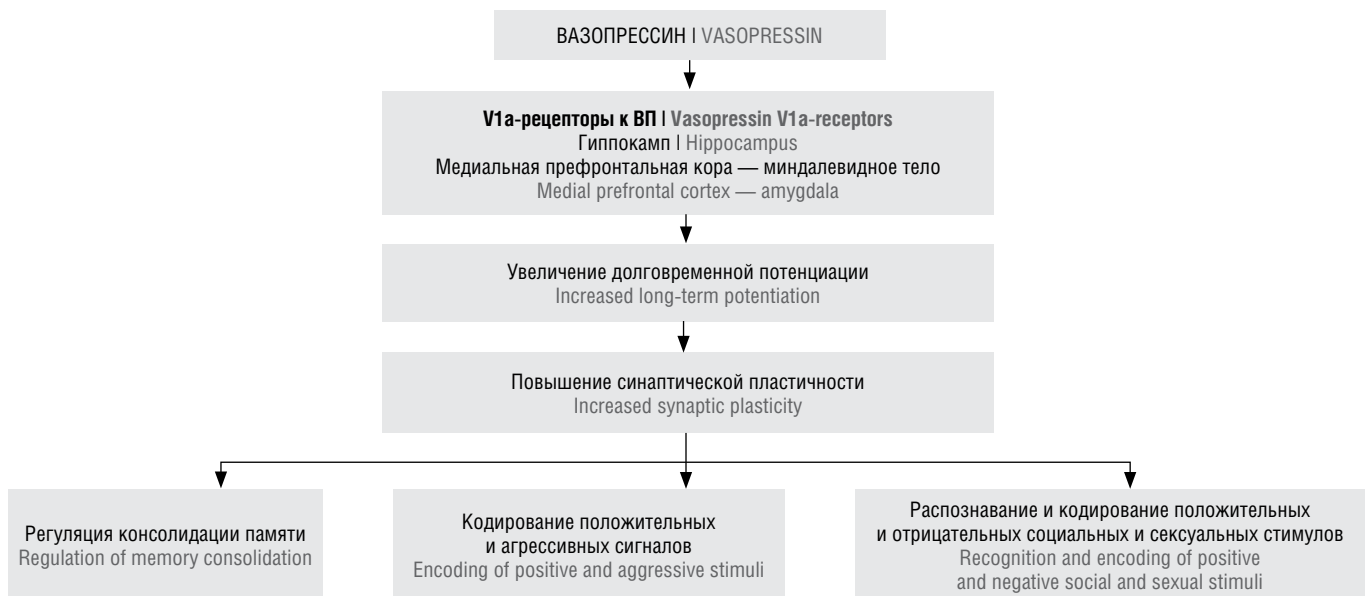 ВАЗОПРЕССИН | VASOPRESSIN
V1a-рецепторы к ВП | Vasopressin V1a-receptors
Гиппокамп | Hippocampus
Медиальная префронтальная кора — миндалевидное тело
Medial prefrontal cortex — amygdala
Увеличение долговременной потенциации
Increased long-term potentiation
Повышение синаптической пластичности
Increased synaptic plasticity
Регуляция консолидации памяти
Regulation of memory consolidation
Кодирование положительных
и агрессивных сигналов
Encoding of positive and aggressive stimuli
Распознавание и кодирование положительных
и отрицательных социальных и сексуальных стимулов
Recognition and encoding of positive
and negative social and sexual stimuli